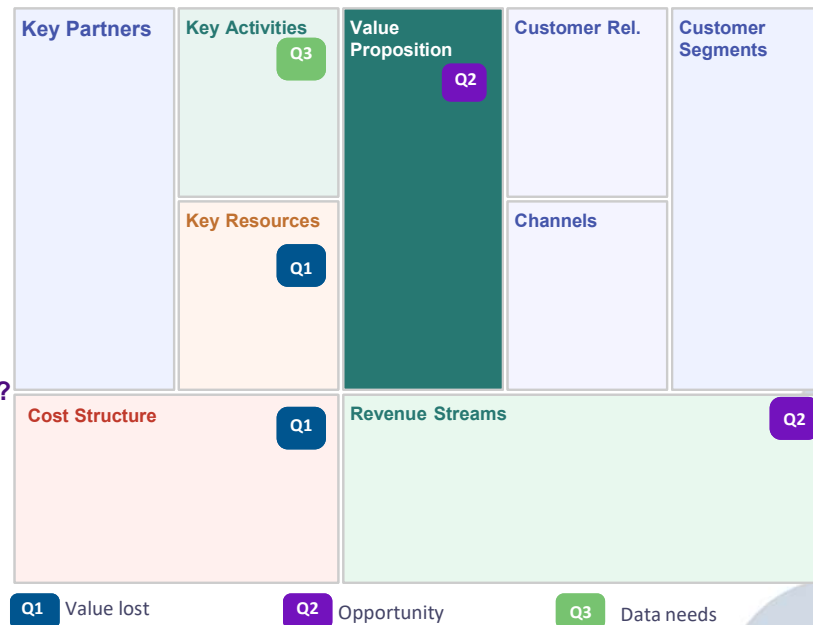 Key Partners
Key Activities
Q3
Value
Proposition
Q2
Customer Rel.
Customer
Segments
Key Resources
Q1
Channels
?
Cost Structure
Q1
Revenue Streams
Q2
Q1 Value lost
Q2 Opportunity
Q3 Data needs